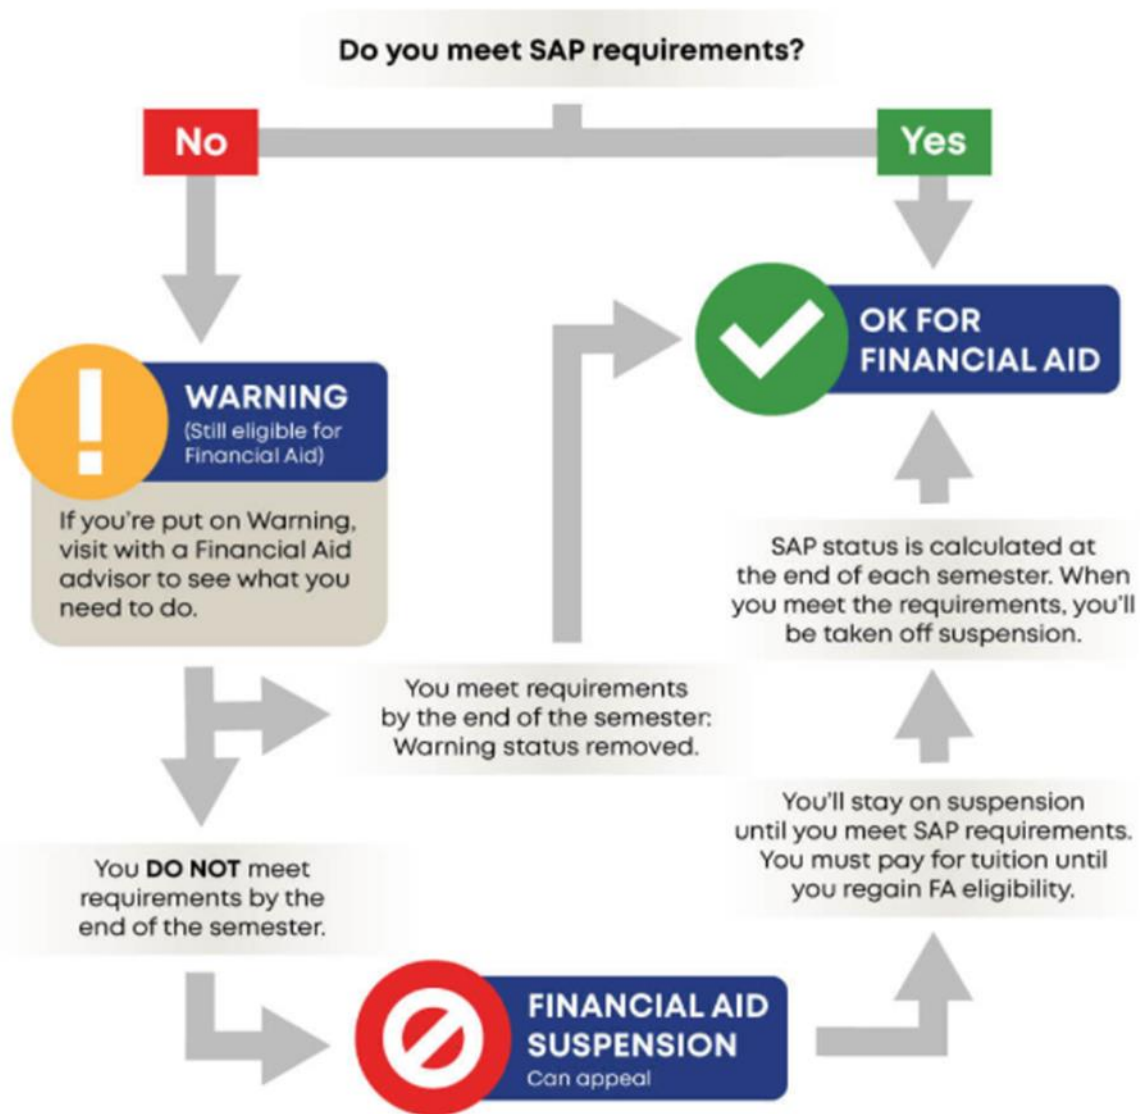 Do you meet SAP requirements?
No
Yes
OK FOR
FINANCIAL AID
WARNING
(Still eligible for
Financial Aid)
If you're put on Warning,
visit with a Financial Aid
advisor to see what you
need to do.
You meet requirements
by the end of the semester:
Warning status removed.
You DO NOT meet
requirements by the
end of the semester.
FINANCIAL AID
SUSPENSION
Can appeal
You'll stay on suspension
until you meet SAP requirements.
You must pay for tuition until
you regain FA eligibility.
SAP status is calculated at
the end of each semester. When
you meet the requirements, you'll
be taken off suspension.